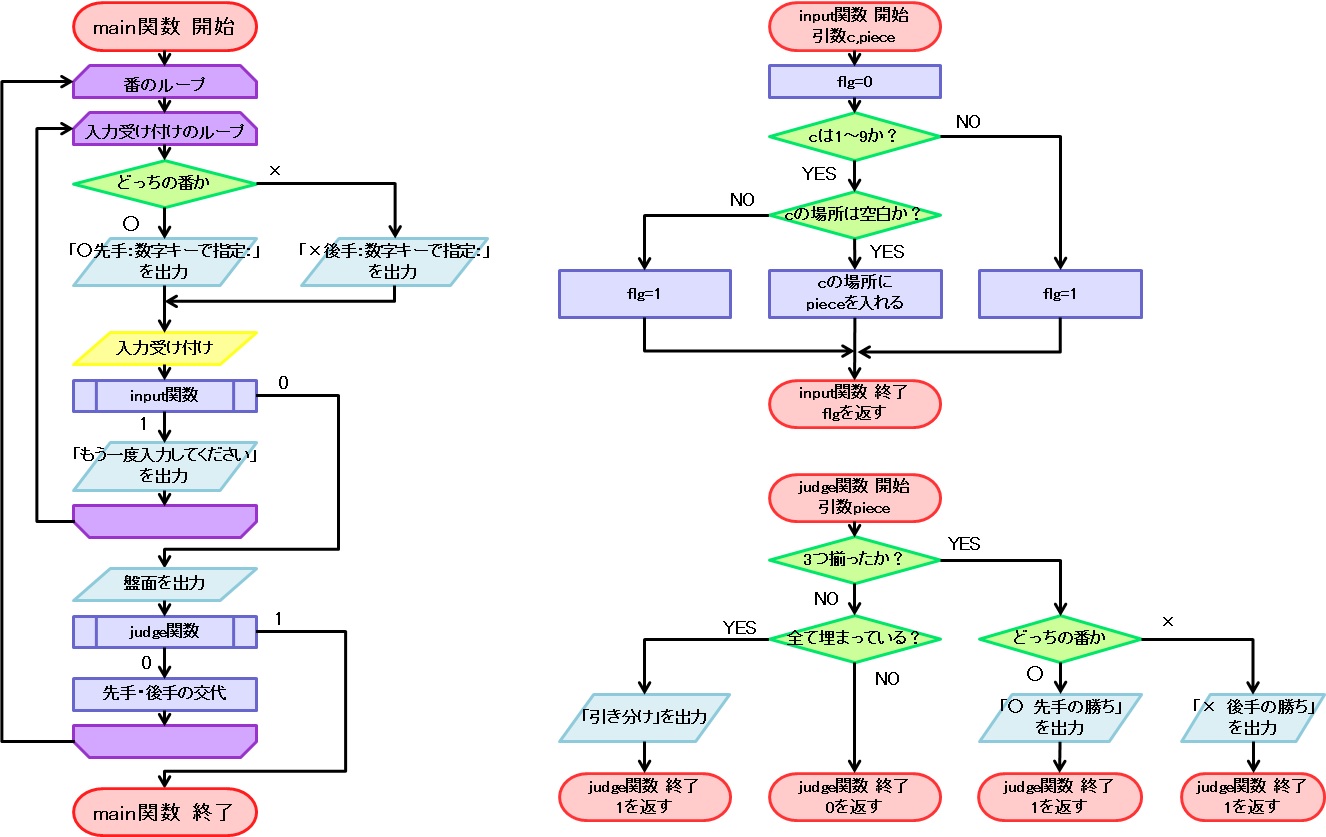 main関数 開始
番のループ
入力受け付けのループ
どっちの番か
×
〇
「〇先手：数字キーで指定：」
を出力
「×後手：数字キーで指定：」
を出力
入力受け付け
input関数
0
1
「もう一度入力してください」
を出力
盤面を出力
judge関数
1
0
先手・後手の交代
main関数 終了
input関数 開始
引数c,piece
flg=0
cは1～9か？
NO
YES
cの場所は空白か？
NO
YES
flg=1
cの場所に
pieceを入れる
flg=1
input関数 終了
flgを返す
judge関数 開始
引数piece
3つ揃ったか？
YES
NO
全て埋まっている？
YES
NO
どっちの番か
×
〇
「引き分け」を出力
「〇 先手の勝ち」
を出力
「× 後手の勝ち」
を出力
judge関数 終了
1を返す
judge関数 終了
0を返す
judge関数 終了
1を返す
judge関数 終了
1を返す